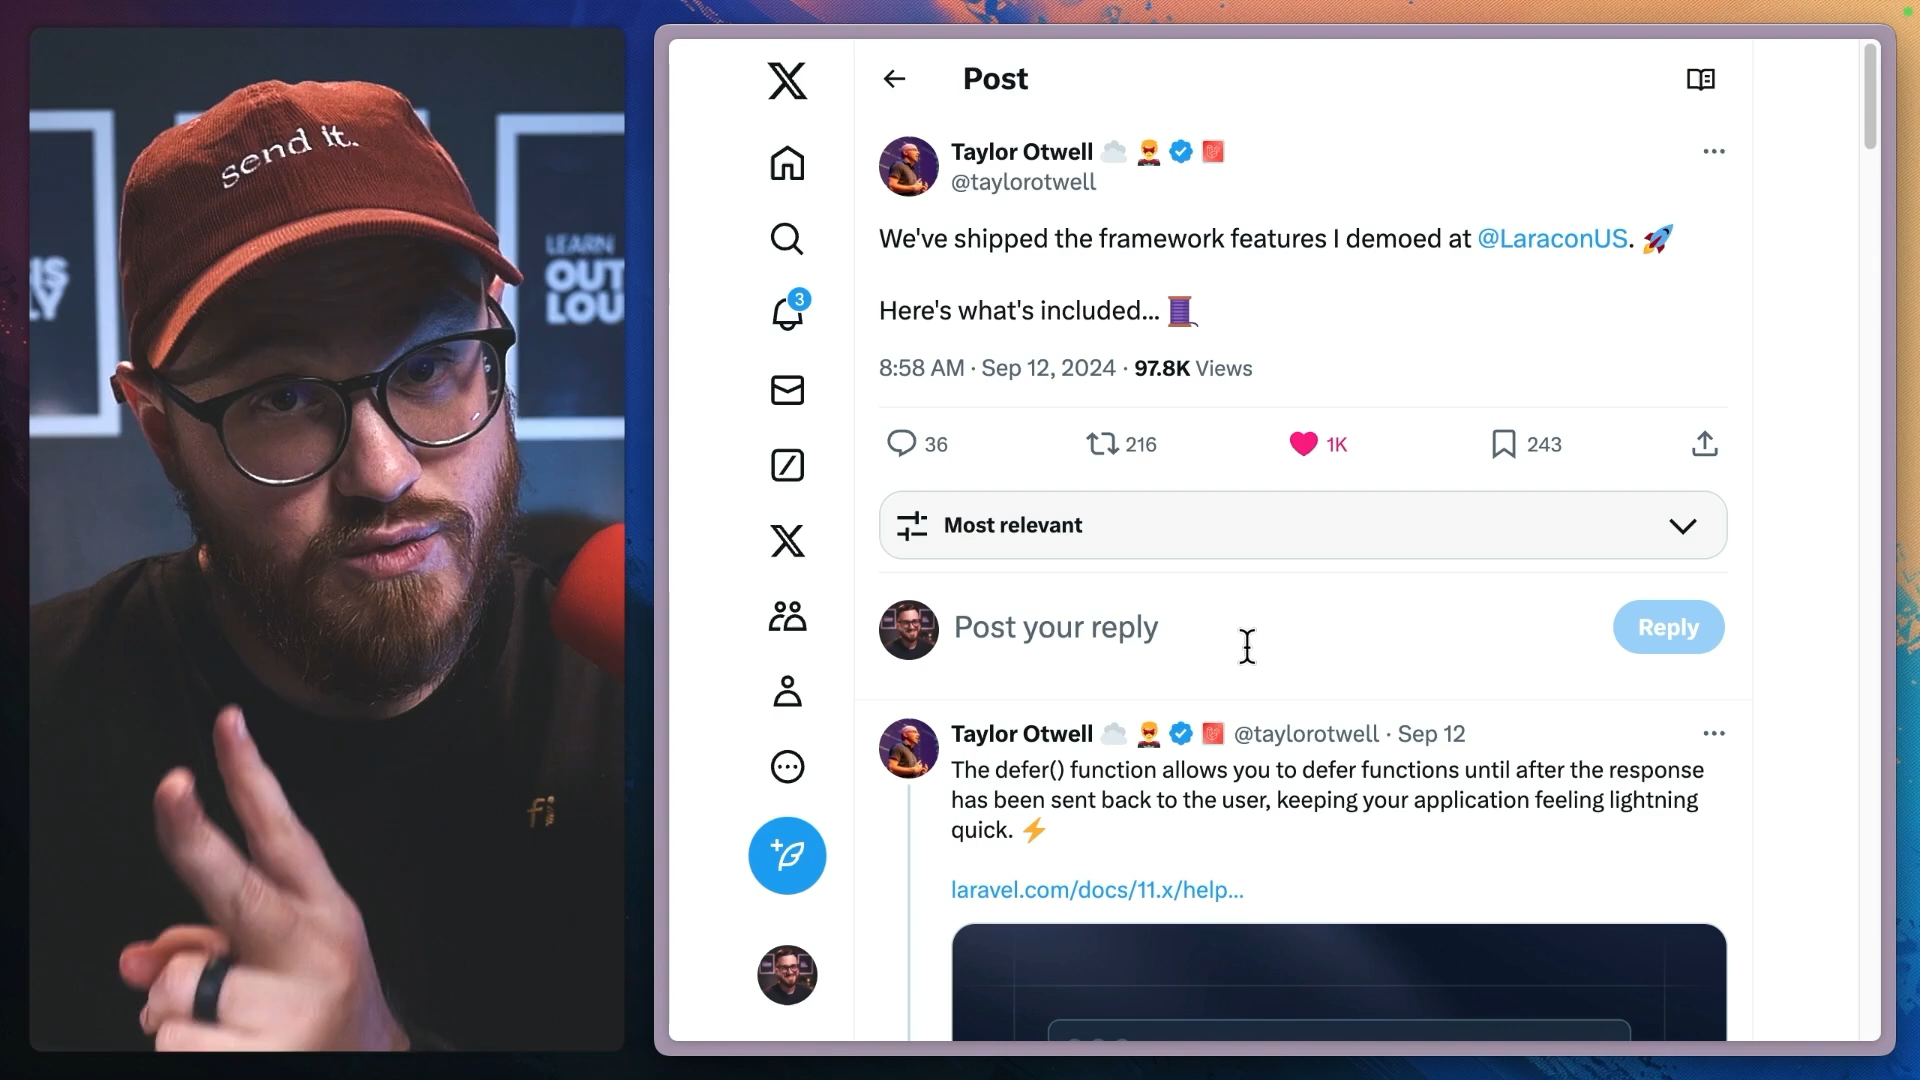 send it.
LEARN
OUT
LOU
fi
Post
Taylor Otwell
@taylorotwell
We've shipped the framework features I demoed at @LaraconUS. 🚀
Here's what's included... 🧵
8:58 AM · Sep 12, 2024 · 97.8K Views
36
216
1K
243
Most relevant
Post your reply
Reply
3
Taylor Otwell @taylorotwell · Sep 12
The defer() function allows you to defer functions until after the response
has been sent back to the user, keeping your application feeling lightning
quick. ⚡
laravel.com/docs/11.x/help...